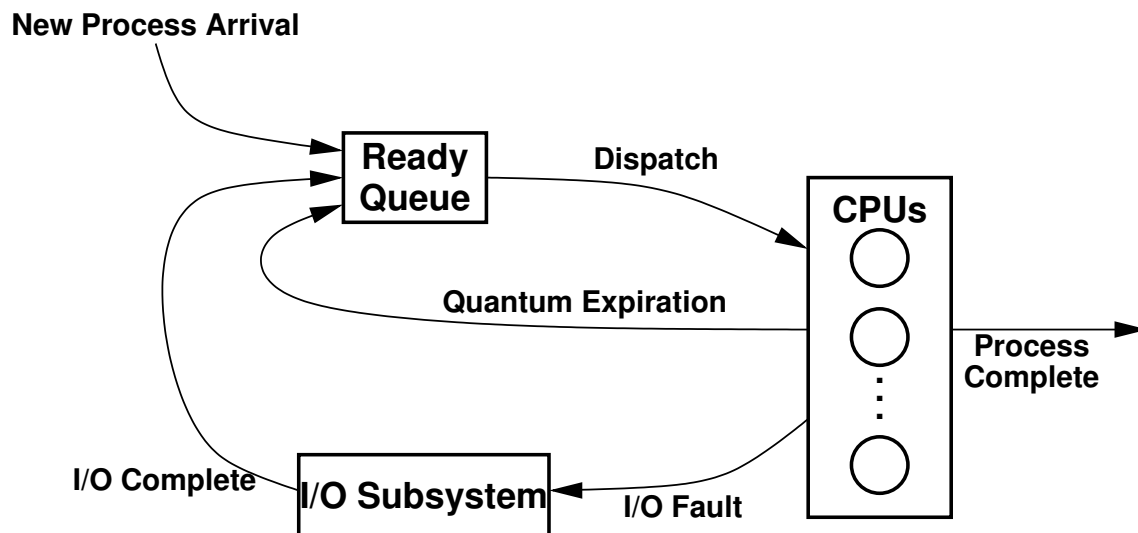 New Process Arrival
Ready
Queue
Dispatch
CPUs
Quantum Expiration
Process
Complete
I/O Complete
I/O Subsystem
I/O Fault